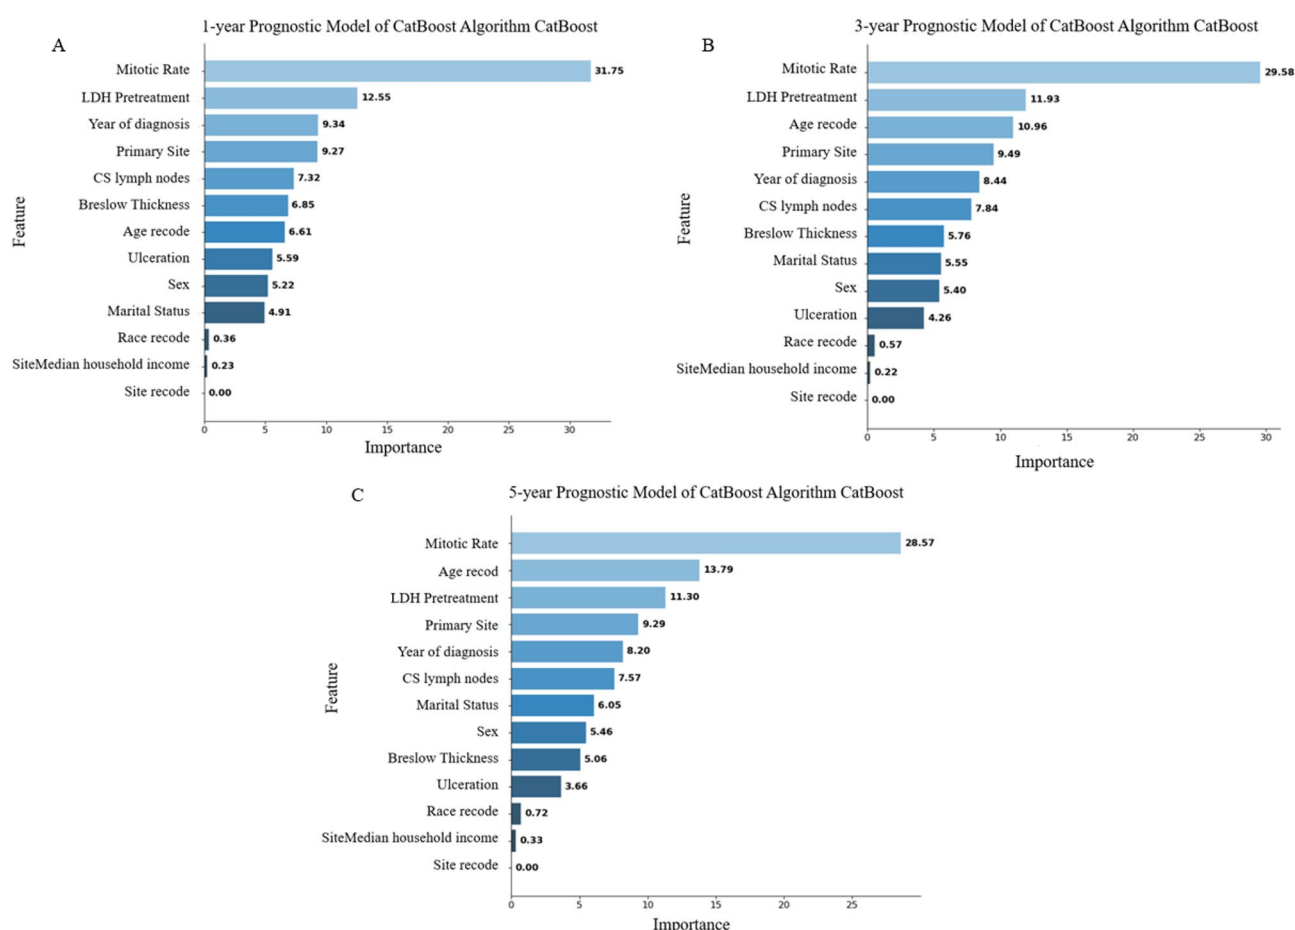 1-year Prognostic Model of CatBoost Algorithm CatBoost
A
Mitotic Rate 31.75
LDH Pretreatment 12.55
Year of diagnosis 9.34
Primary Site 9.27
CS lymph nodes 7.32
Breslow Thickness 6.85
Age recode 6.61
Ulceration 5.59
Sex 5.22
Marital Status 4.91
Race recode 0.36
SiteMedian household income 0.23
Site recode 0.00
Feature
0 5 10 15 20 25 30
Importance
3-year Prognostic Model of CatBoost Algorithm CatBoost
B
Mitotic Rate 29.58
LDH Pretreatment 11.93
Age recode 10.96
Primary Site 9.49
Year of diagnosis 8.44
CS lymph nodes 7.84
Breslow Thickness 5.76
Marital Status 5.55
Sex 5.40
Ulceration 4.26
Race recode 0.57
SiteMedian household income 0.22
Site recode 0.00
Feature
0 5 10 15 20 25 30
Importance
C
5-year Prognostic Model of CatBoost Algorithm CatBoost
Mitotic Rate 28.57
Age recod 13.79
LDH Pretreatment 11.30
Primary Site 9.29
Year of diagnosis 8.20
CS lymph nodes 7.57
Marital Status 6.05
Sex 5.46
Breslow Thickness 5.06
Ulceration 3.66
Race recode 0.72
SiteMedian household income 0.33
Site recode 0.00
Feature
0 5 10 15 20 25
Importance